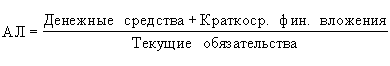 Денежные средства + Краткоср. фин. вложения
АЛ =
Текущие обязательства